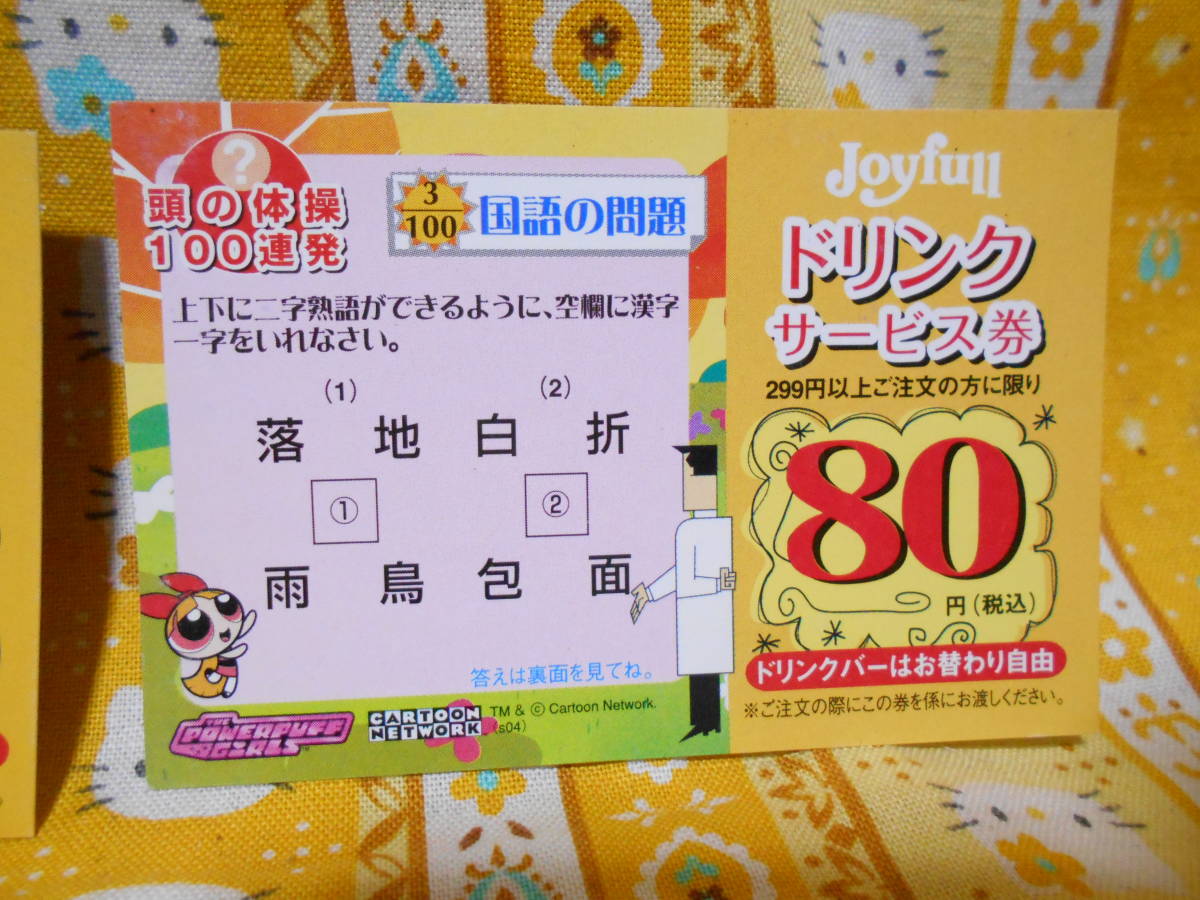 ?
頭の体操
100連発
3
100
国語の問題
上下に二字熟語ができるように、空欄に漢字
一字をいれなさい。
(1) (2)
落 地 白 折
① ②
雨 鳥 包 面
答えは裏面を見てね。
THE
POWERPUFF
GiRLS™
CARTOON
NETWORK
TM & © Cartoon Network.
(s04)
Joyfull
ドリンク
サービス券
299円以上ご注文の方に限り
80
円(税込)
ドリンクバーはお替わり自由
※ご注文の際にこの券を係にお渡しください。